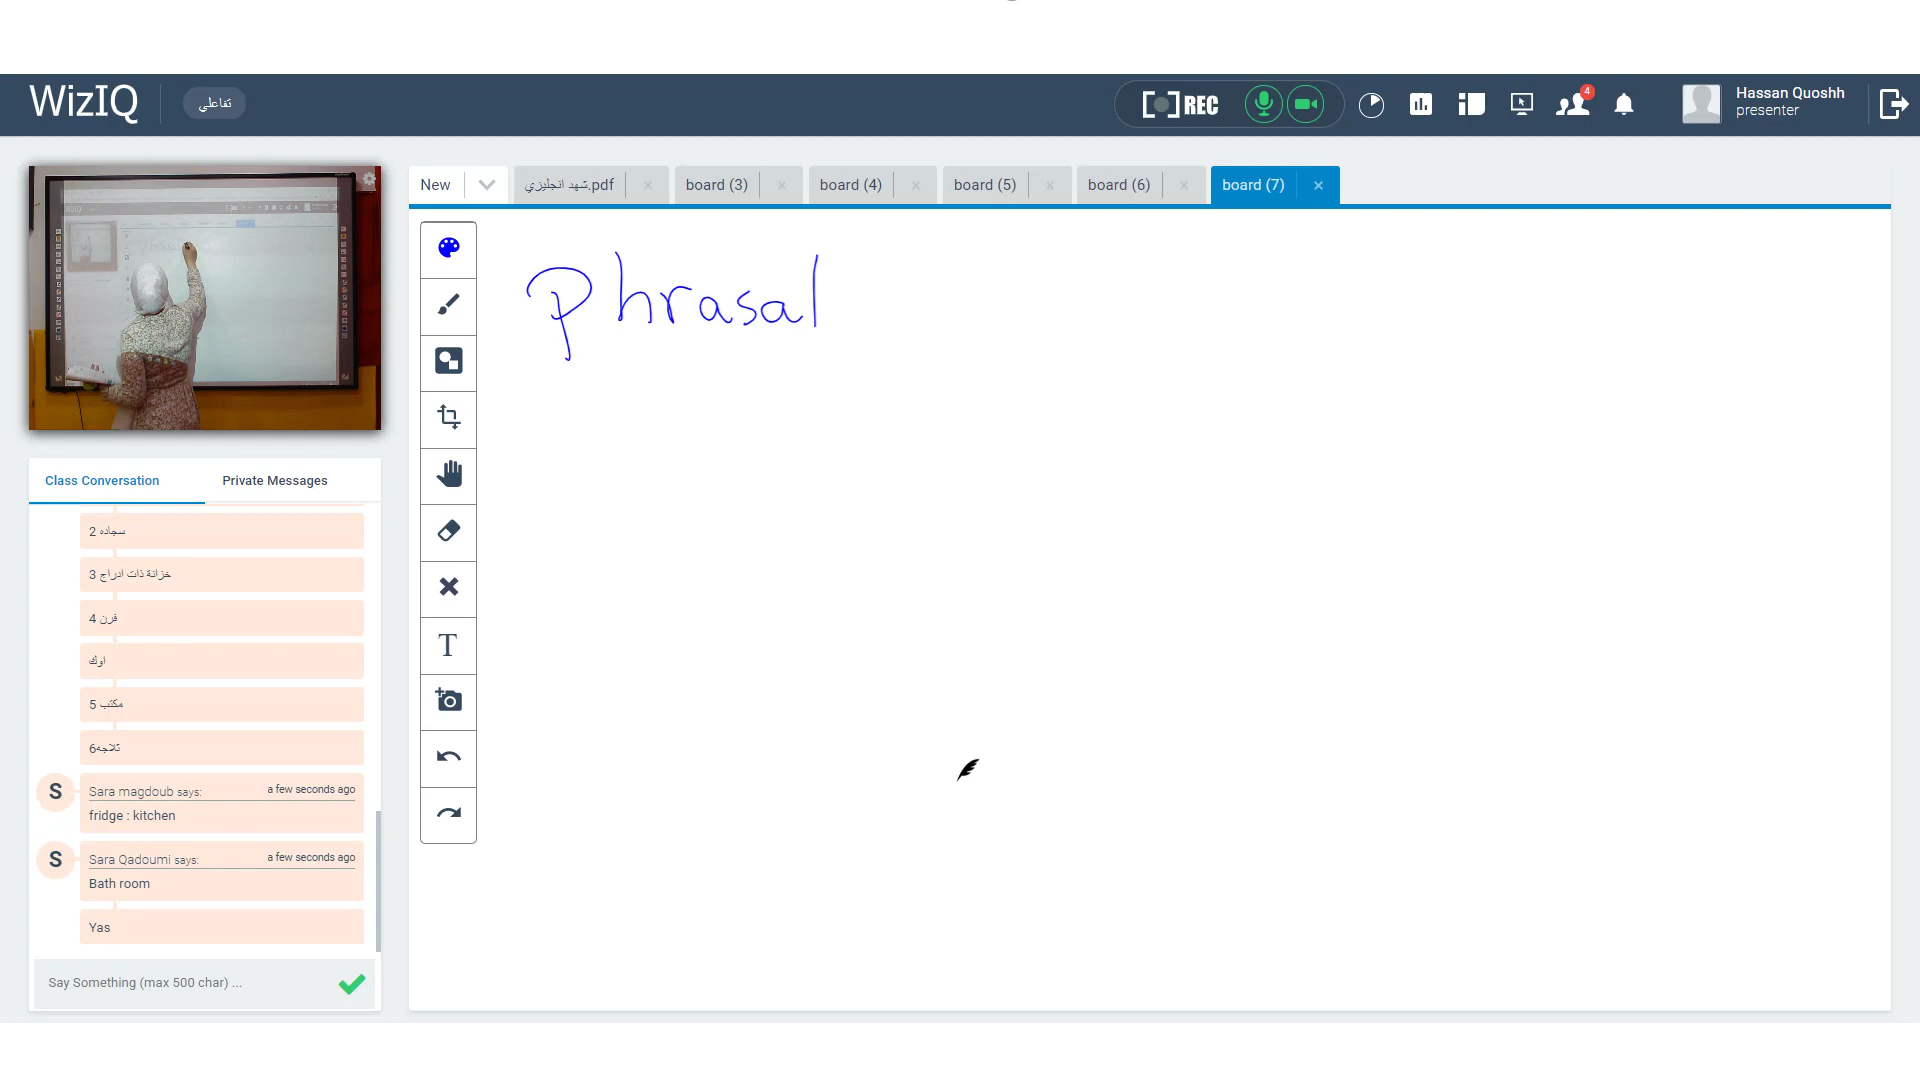 WizIQ
تفاعلي
REC
4
Hassan Quoshh
presenter
New
شهد انجليزي.pdf
board (3)
board (4)
board (5)
board (6)
board (7)
Phrasal
T
Class Conversation
Private Messages
2 سجاده
3 خزانة ذات ادراج
4 فرن
اوك
5 مكتب
6ثلاجه
S
Sara magdoub says:
a few seconds ago
fridge : kitchen
S
Sara Qadoumi says:
a few seconds ago
Bath room
Yas
Say Something (max 500 char) ...